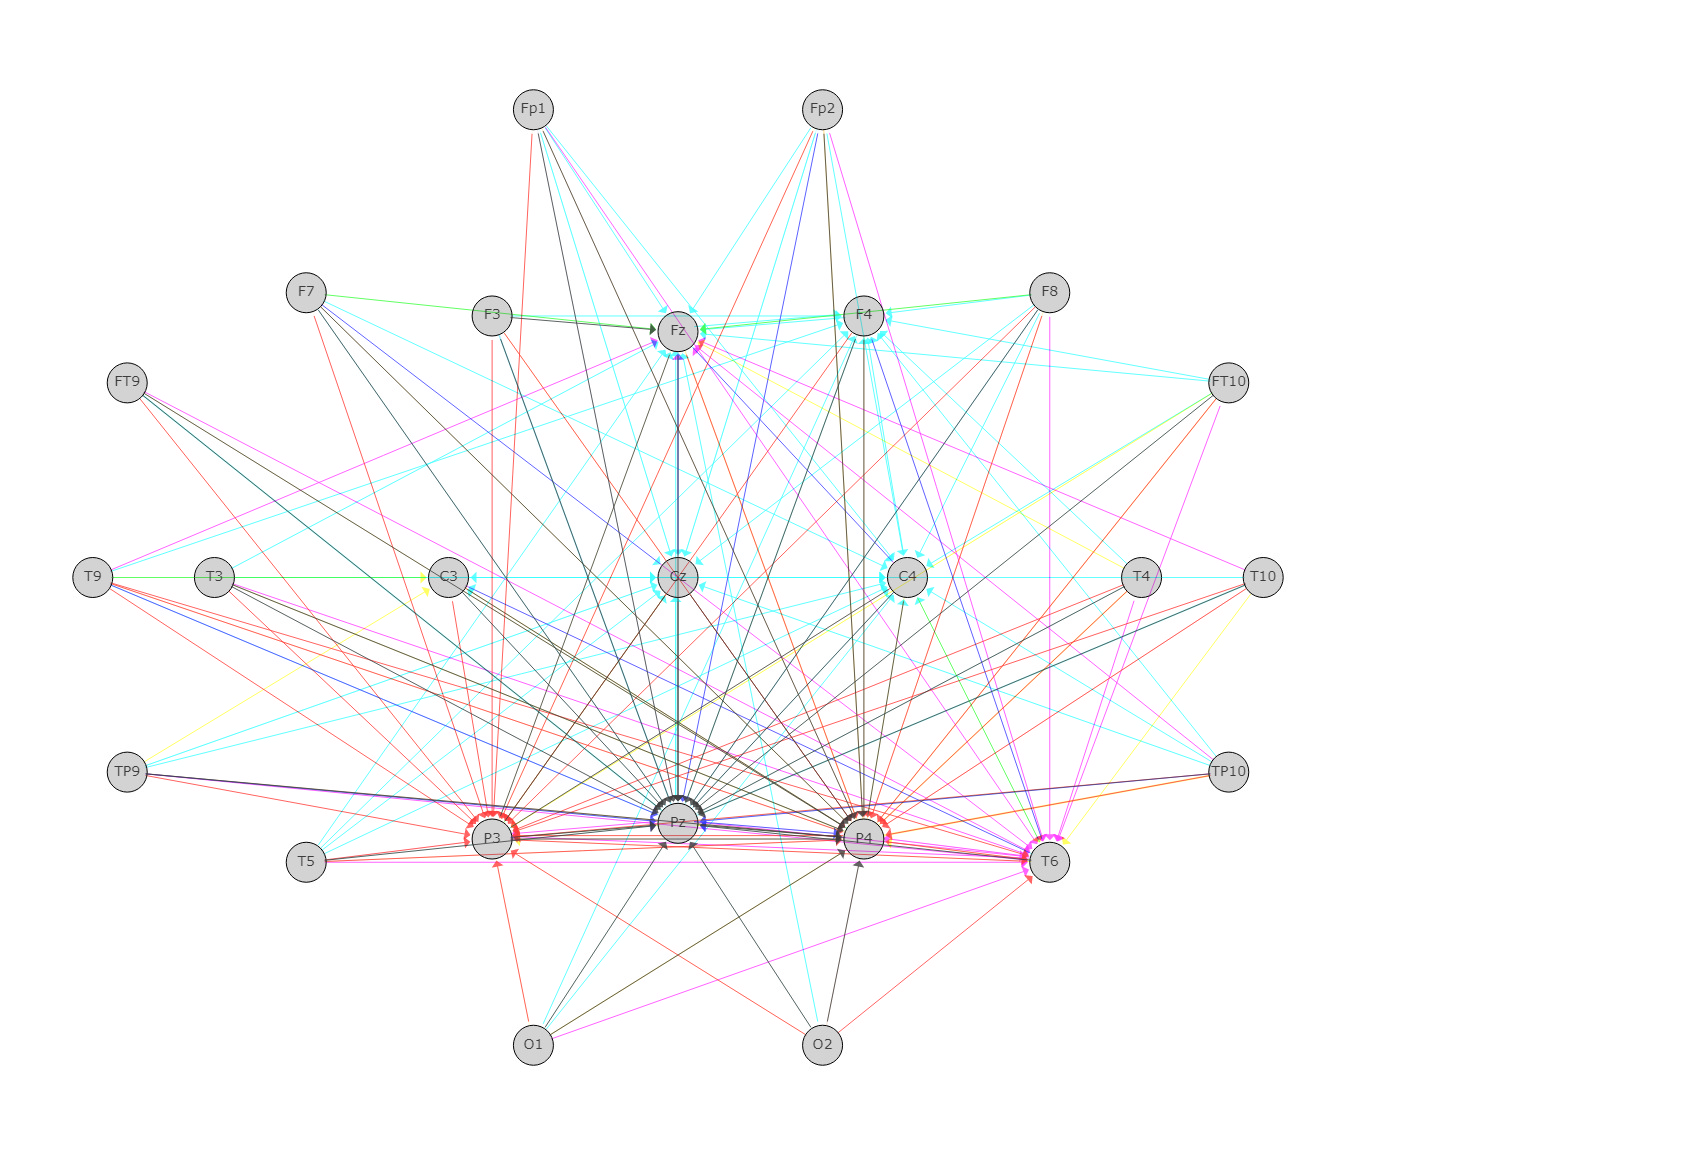 Fp1 Fp2
F7 F3 Fz F4 F8
FT9 FT10
T9 T3 C3 Cz C4 T4 T10
TP9 TP10
T5 P3 Pz P4 T6
O1 O2